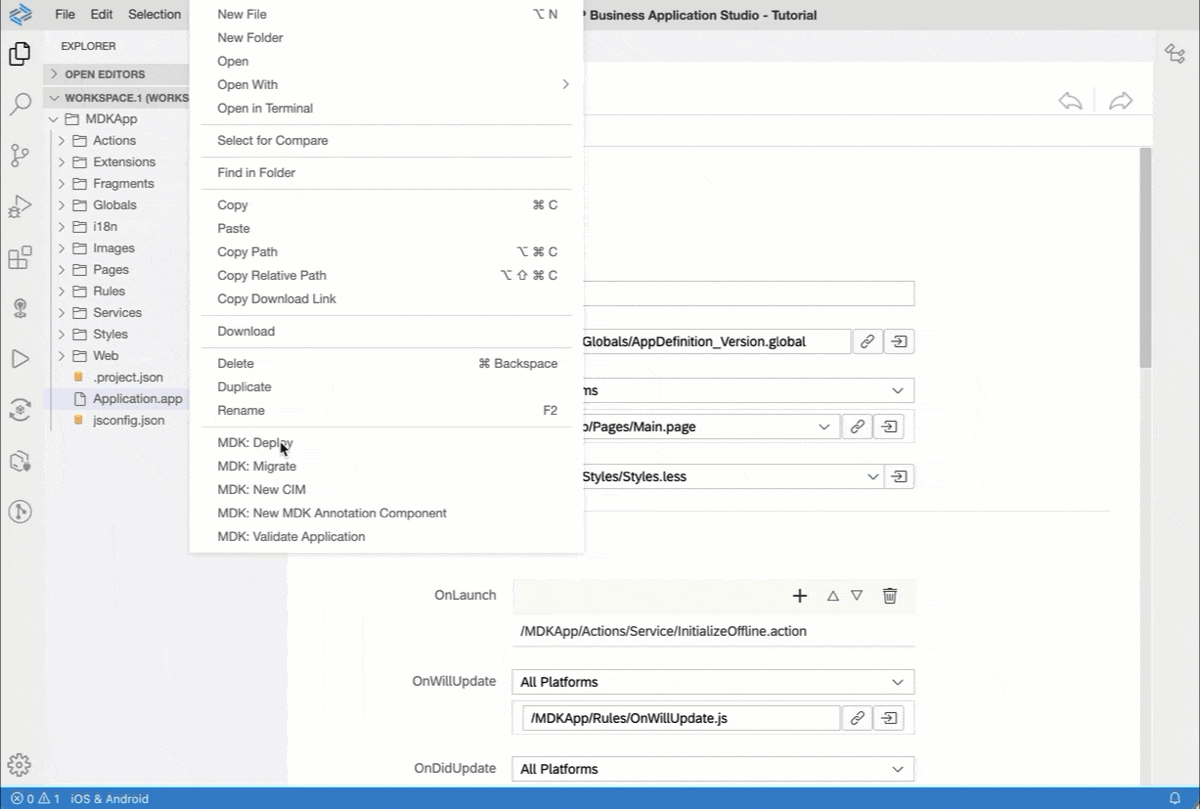 File Edit Selection
P Business Application Studio - Tutorial
EXPLORER
OPEN EDITORS
WORKSPACE.1 (WORKS
MDKApp
Actions
Extensions
Fragments
Globals
i18n
Images
Pages
Rules
Services
Styles
Web
.project.json
Application.app
jsconfig.json
New File ⌥ N
New Folder
Open
Open With
Open in Terminal
Select for Compare
Find in Folder
Copy ⌘ C
Paste
Copy Path ⌥ ⌘ C
Copy Relative Path ⌥ ⇧ ⌘ C
Copy Download Link
Download
Delete ⌘ Backspace
Duplicate
Rename F2
MDK: Deploy
MDK: Migrate
MDK: New CIM
MDK: New MDK Annotation Component
MDK: Validate Application
Globals/AppDefinition_Version.global
ms
/Pages/Main.page
Styles/Styles.less
OnLaunch
/MDKApp/Actions/Service/InitializeOffline.action
OnWillUpdate All Platforms
/MDKApp/Rules/OnWillUpdate.js
OnDidUpdate All Platforms
0 1 iOS & Android